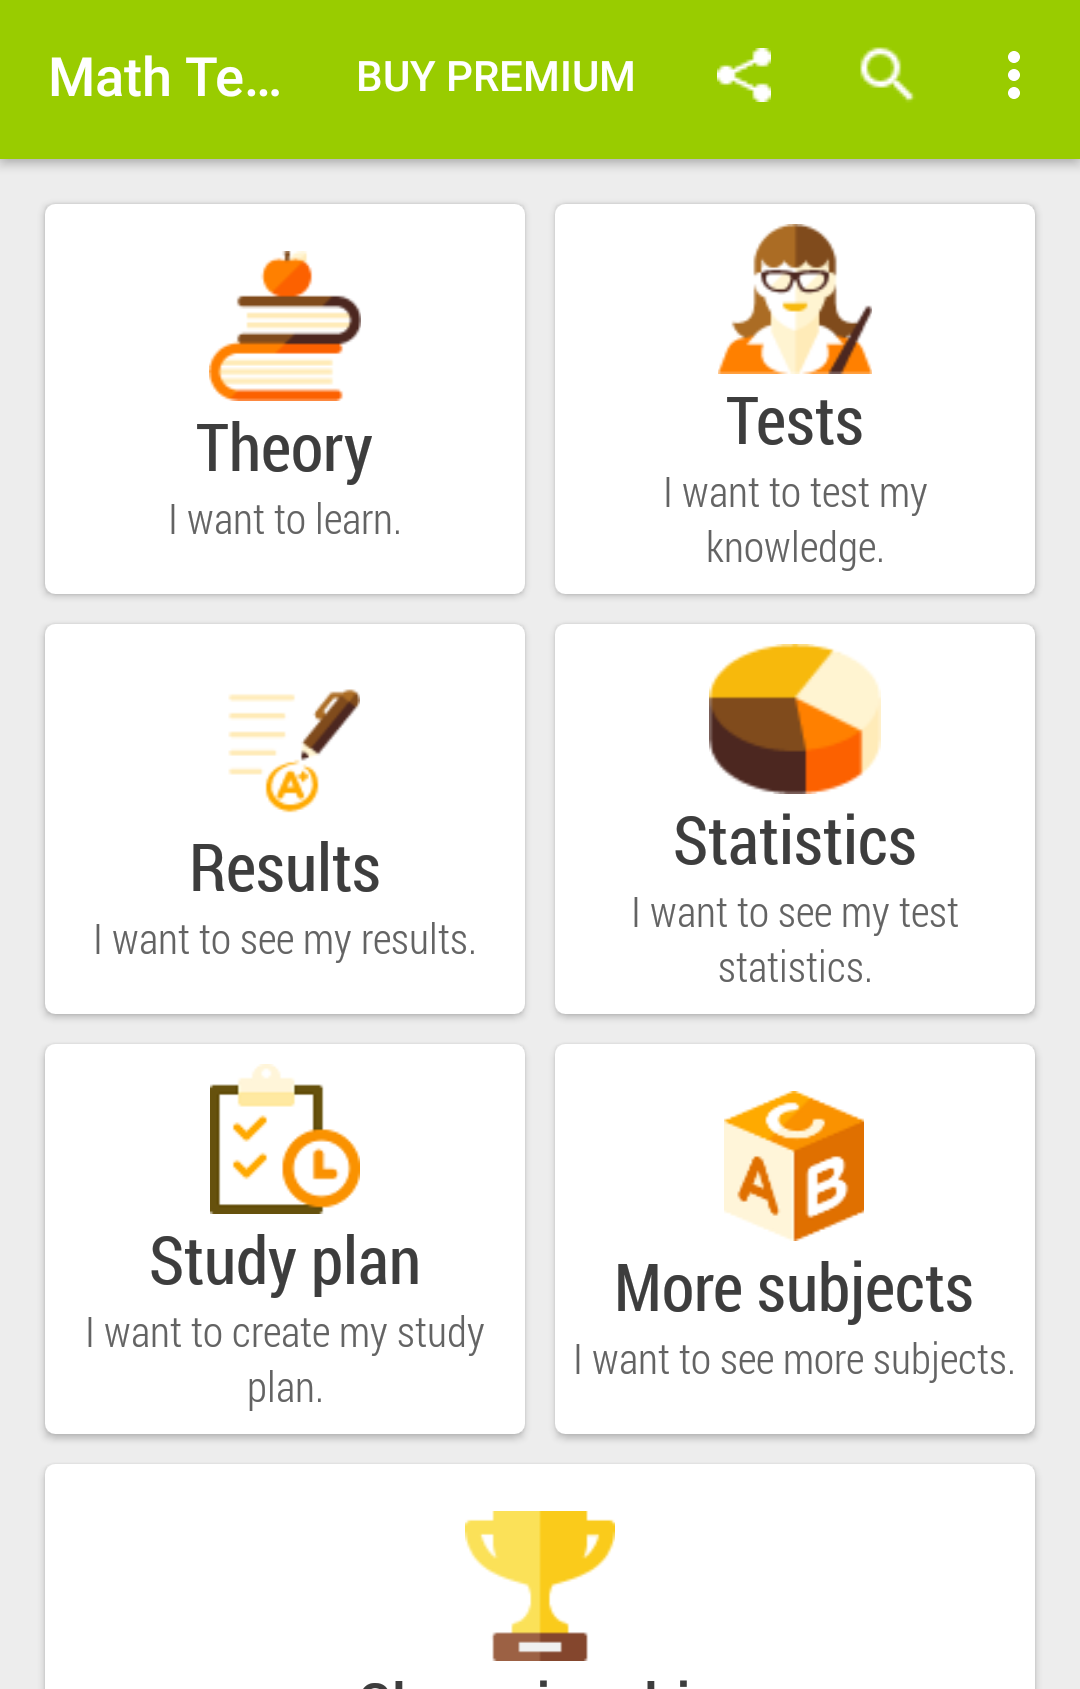 Math Te...
BUY PREMIUM
Theory
I want to learn.
Tests
I want to test my
knowledge.
A+
Results
I want to see my results.
Statistics
I want to see my test
statistics.
Study plan
I want to create my study
plan.
C
A B
More subjects
I want to see more subjects.